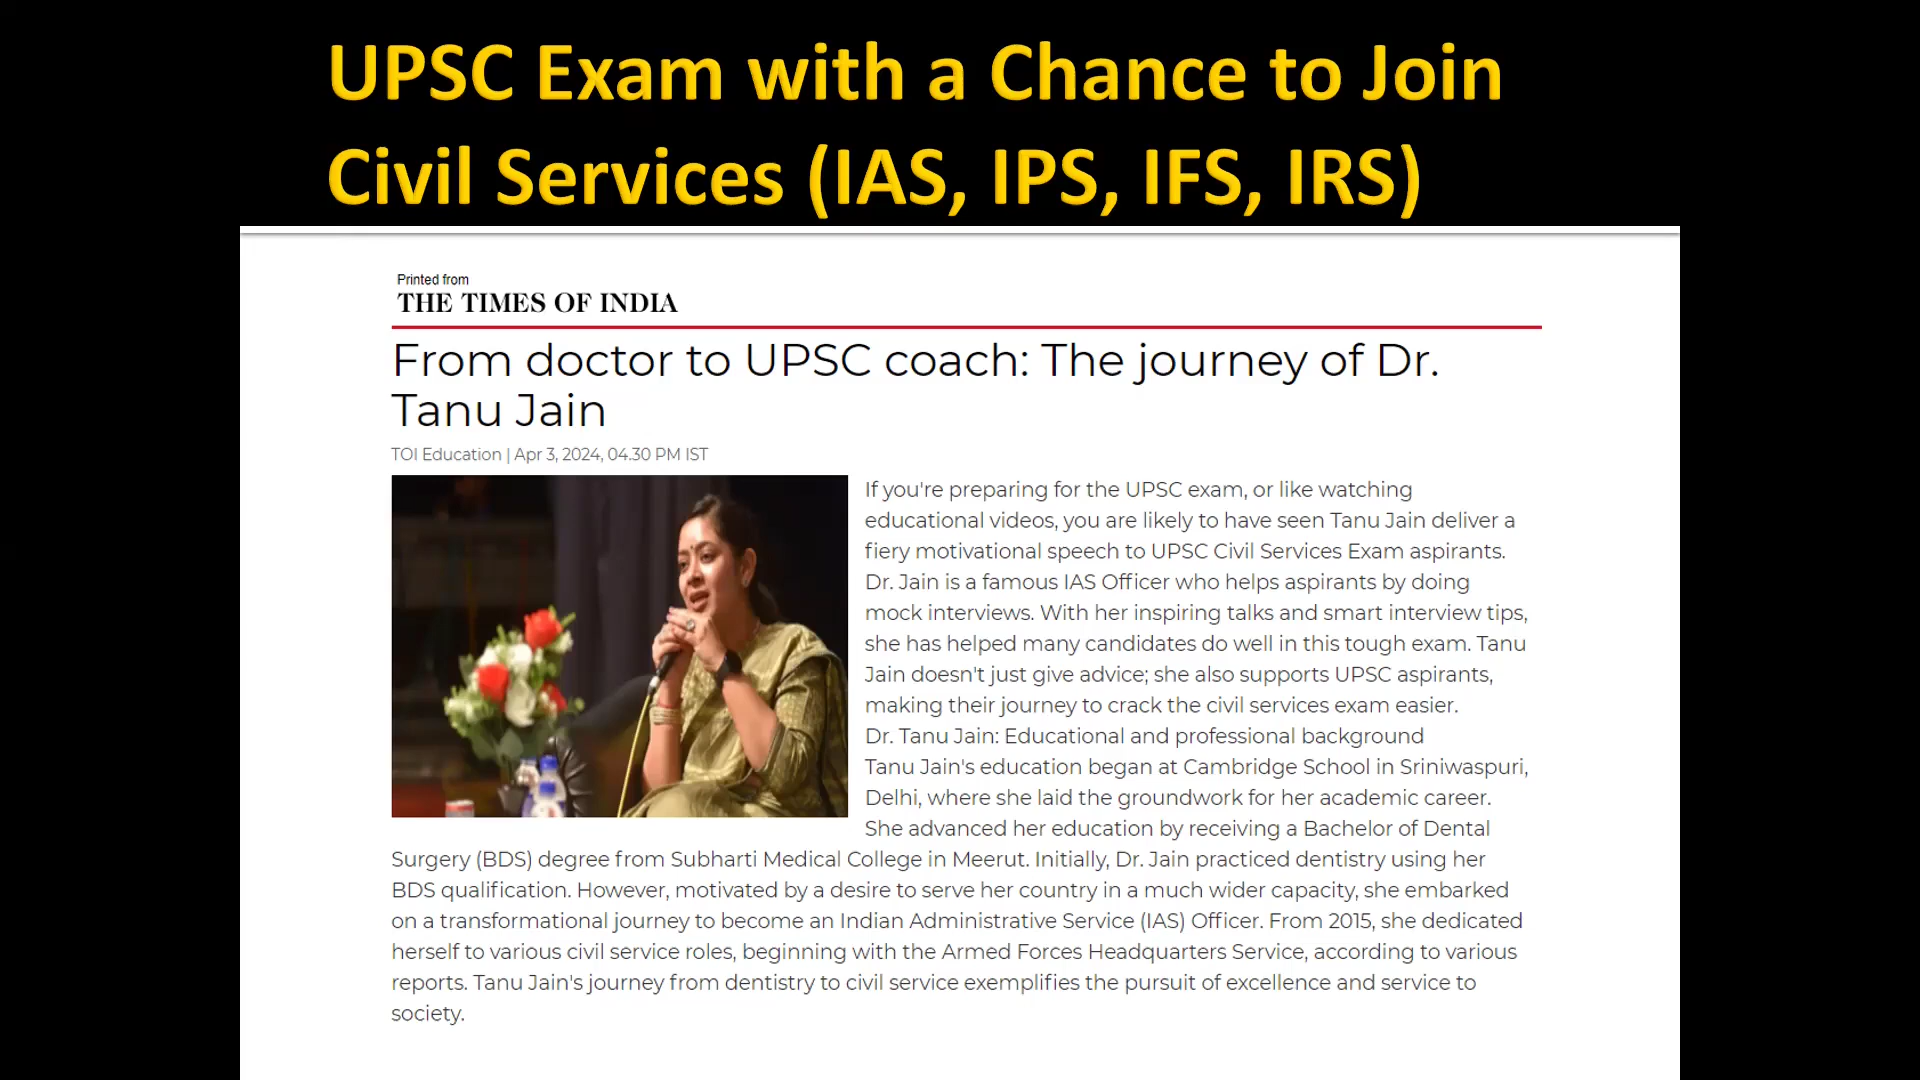 UPSC Exam with a Chance to Join
Civil Services (IAS, IPS, IFS, IRS)
Printed from
THE TIMES OF INDIA
From doctor to UPSC coach: The journey of Dr.
Tanu Jain
TOI Education | Apr 3, 2024, 04.30 PM IST
If you're preparing for the UPSC exam, or like watching
educational videos, you are likely to have seen Tanu Jain deliver a
fiery motivational speech to UPSC Civil Services Exam aspirants.
Dr. Jain is a famous IAS Officer who helps aspirants by doing
mock interviews. With her inspiring talks and smart interview tips,
she has helped many candidates do well in this tough exam. Tanu
Jain doesn't just give advice; she also supports UPSC aspirants,
making their journey to crack the civil services exam easier.
Dr. Tanu Jain: Educational and professional background
Tanu Jain's education began at Cambridge School in Sriniwaspuri,
Delhi, where she laid the groundwork for her academic career.
She advanced her education by receiving a Bachelor of Dental
Surgery (BDS) degree from Subharti Medical College in Meerut. Initially, Dr. Jain practiced dentistry using her
BDS qualification. However, motivated by a desire to serve her country in a much wider capacity, she embarked
on a transformational journey to become an Indian Administrative Service (IAS) Officer. From 2015, she dedicated
herself to various civil service roles, beginning with the Armed Forces Headquarters Service, according to various
reports. Tanu Jain's journey from dentistry to civil service exemplifies the pursuit of excellence and service to
society.